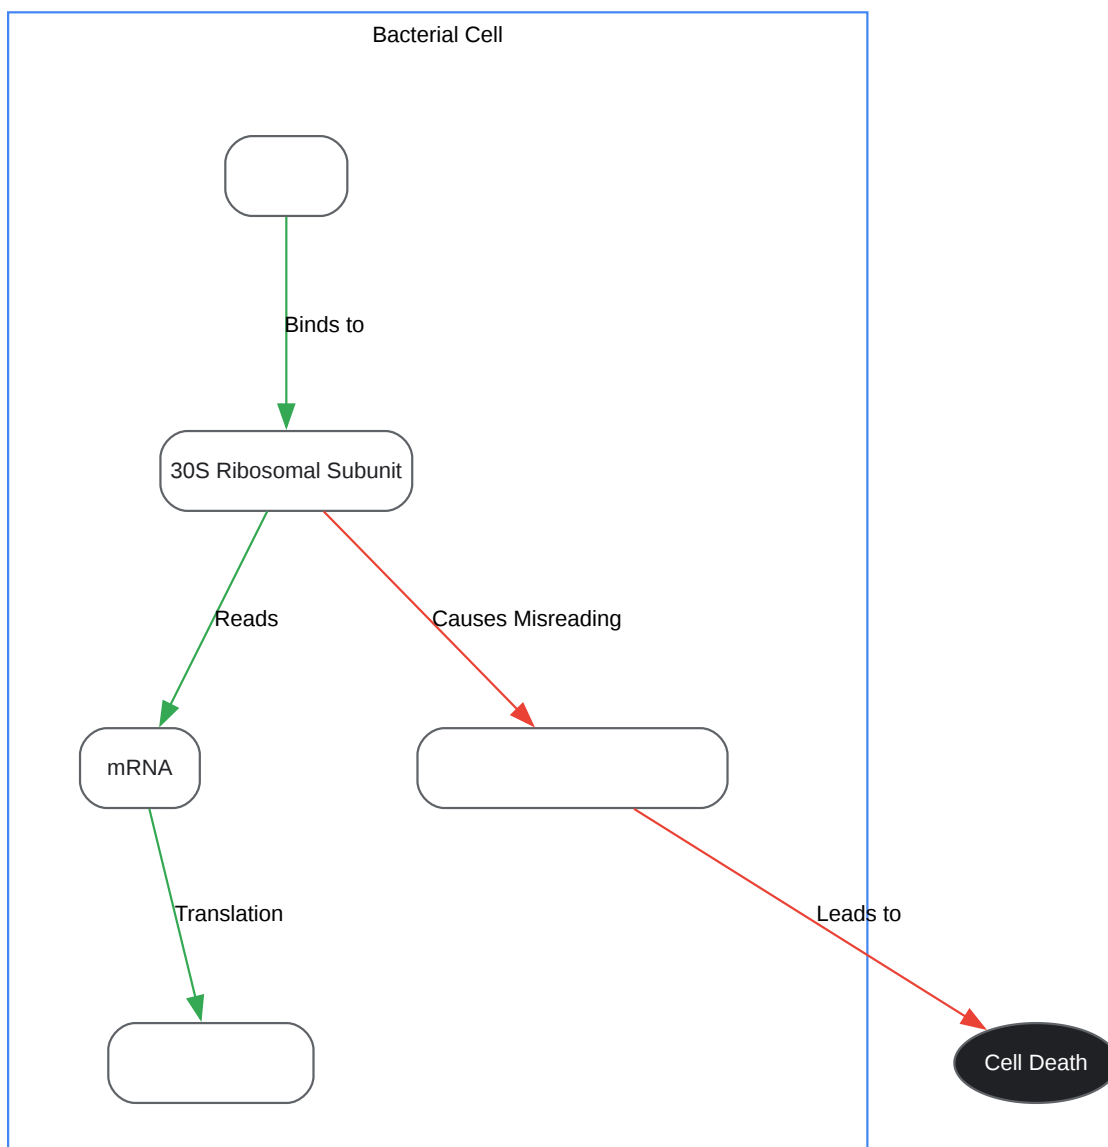 Bacterial Cell
Binds to
30S Ribosomal Subunit
Reads
Causes Misreading
mRNA
Translation
Leads to
Cell Death